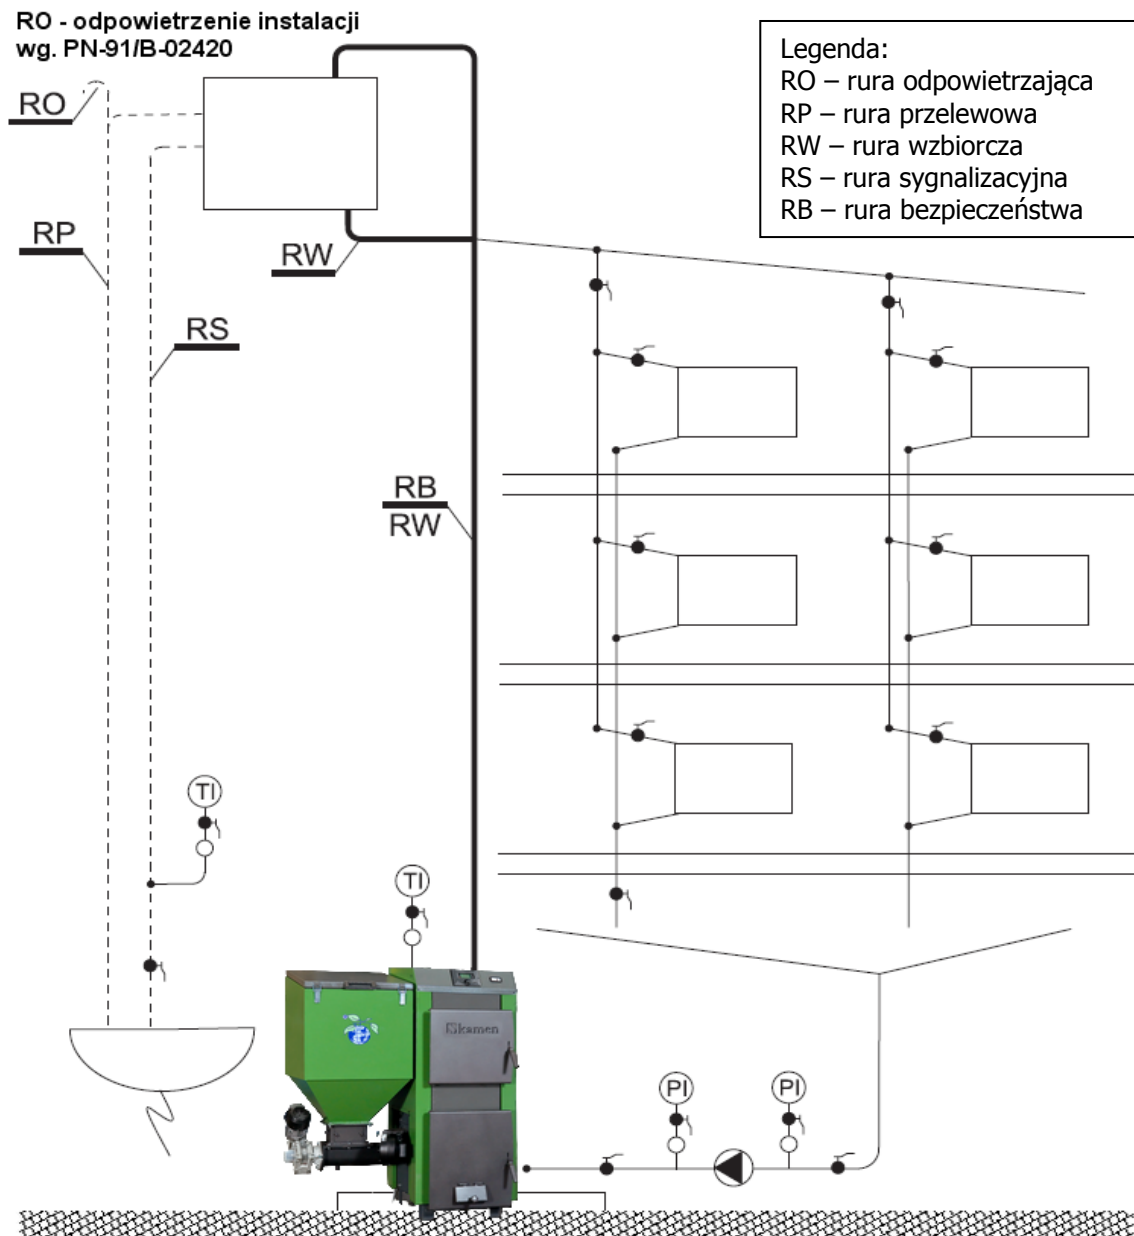 RO - odpowietrzenie instalacji
wg. PN-91/B-02420
Legenda:
RO – rura odpowietrzająca
RP – rura przelewowa
RW – rura wzbiorcza
RS – rura sygnalizacyjna
RB – rura bezpieczeństwa
RO
RP
RW
RS
RB
RW
TI
TI
kamen
PI
PI